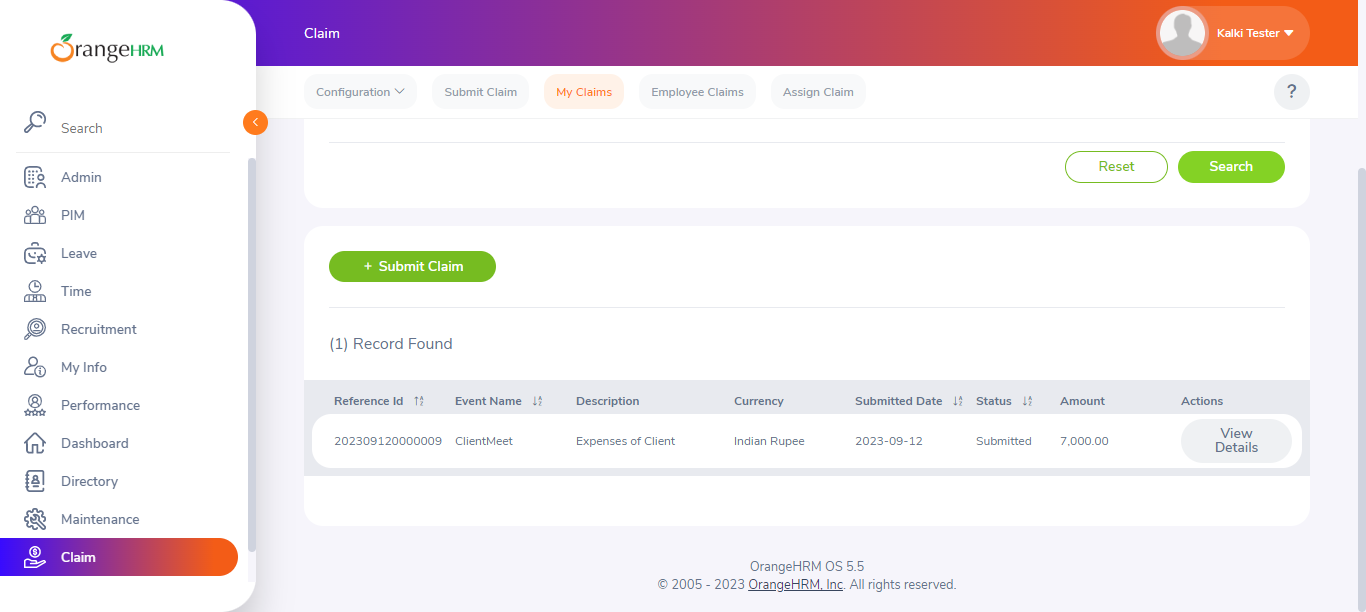 OrangeHRM
Search
Admin
PIM
Leave
Time
Recruitment
My Info
Performance
Dashboard
Directory
Maintenance
Claim
Claim
Kalki Tester
Configuration
Submit Claim
My Claims
Employee Claims
Assign Claim
?
Reset
Search
+ Submit Claim
(1) Record Found
Reference Id Event Name Description Currency Submitted Date Status Amount Actions
202309120000009 ClientMeet Expenses of Client Indian Rupee 2023-09-12 Submitted 7,000.00 View
Details
OrangeHRM OS 5.5
© 2005 - 2023 OrangeHRM, Inc. All rights reserved.